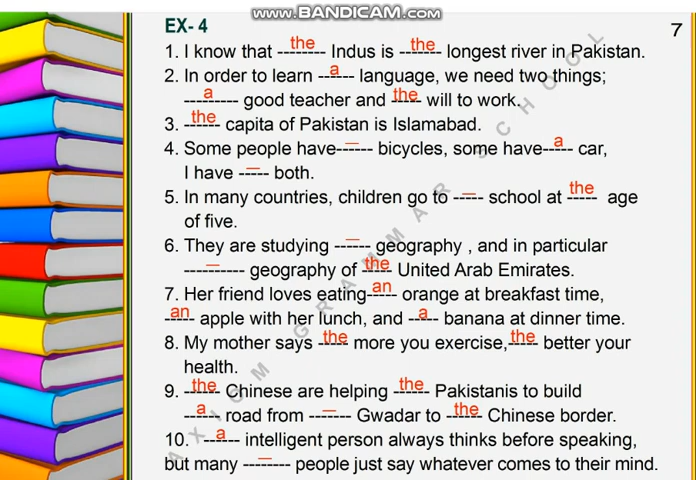 www.BANDICAM.com
EX- 4
7
1. I know that --the-- Indus is --the-- longest river in Pakistan.
2. In order to learn --a-- language, we need two things;
--a-- good teacher and --the-- will to work.
3. --the-- capita of Pakistan is Islamabad.
4. Some people have--–-- bicycles, some have--a-- car,
I have --–-- both.
5. In many countries, children go to --–-- school at --the-- age
of five.
6. They are studying --–-- geography , and in particular
--–-- geography of --the-- United Arab Emirates.
7. Her friend loves eating--an-- orange at breakfast time,
--an-- apple with her lunch, and --a-- banana at dinner time.
8. My mother says --the-- more you exercise,--the-- better your
health.
9. --the-- Chinese are helping --the-- Pakistanis to build
--a-- road from --–-- Gwadar to --the-- Chinese border.
10. --a-- intelligent person always thinks before speaking,
but many --–-- people just say whatever comes to their mind.
AXIOM GRAMMAR SCHOOL